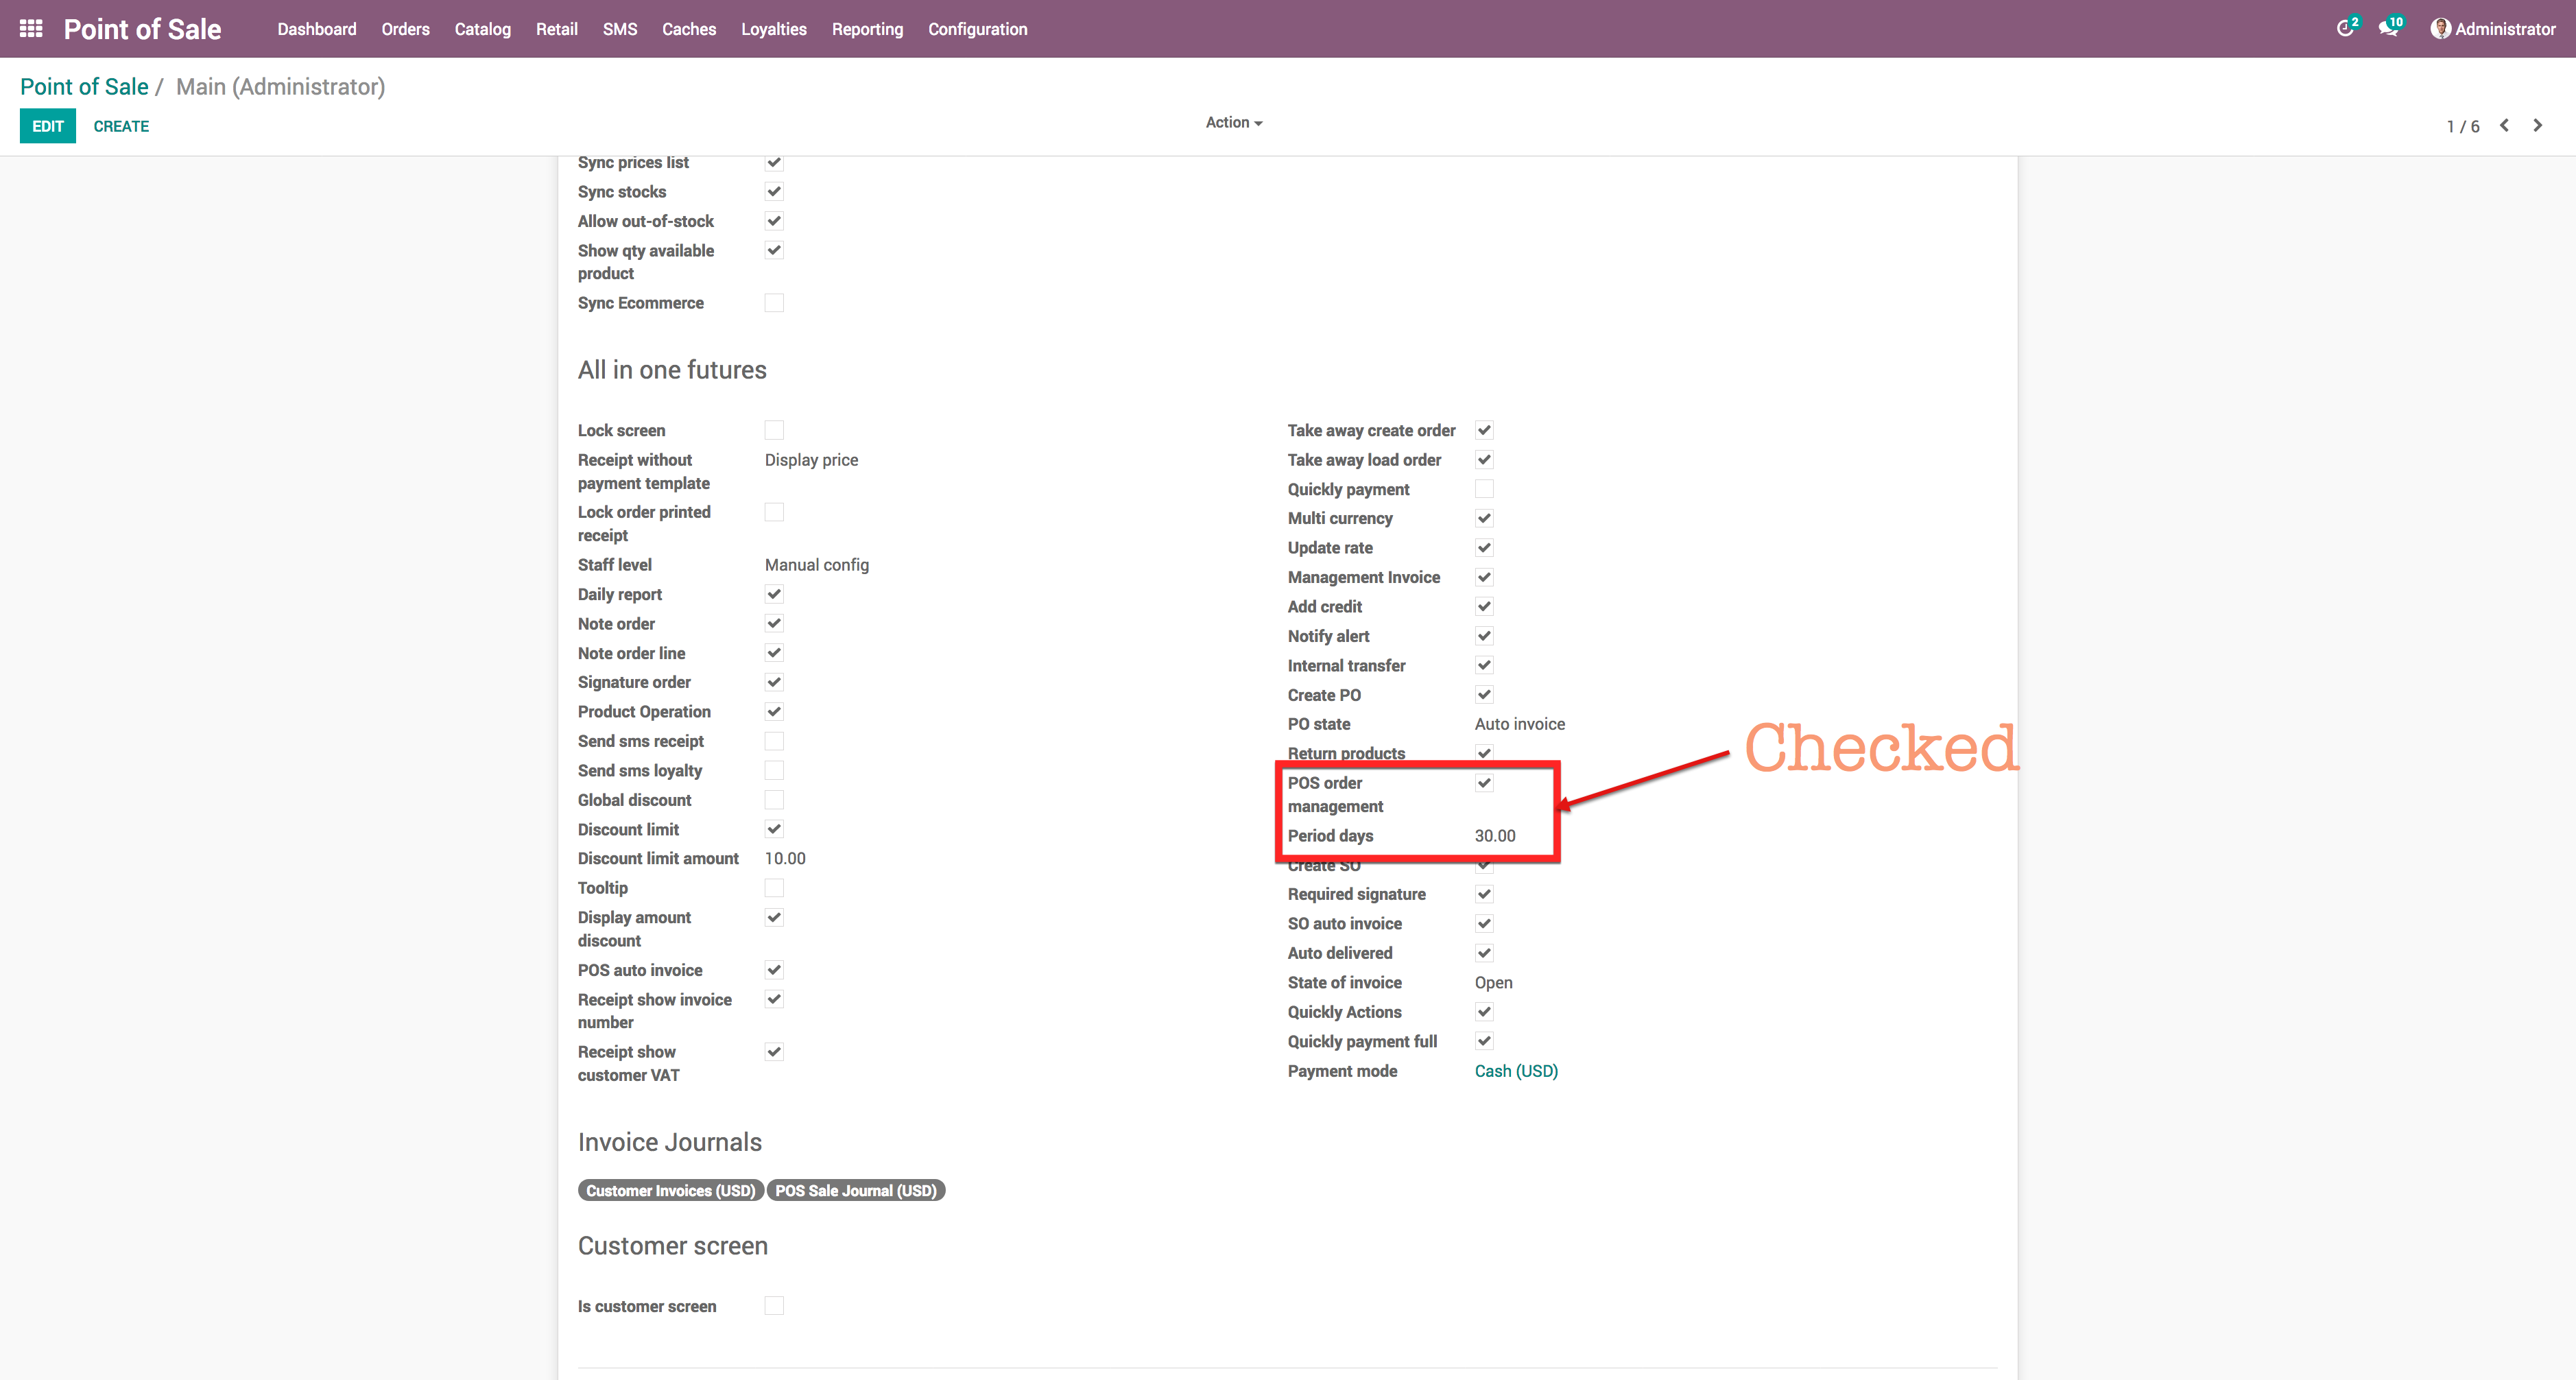 Point of Sale
Dashboard
Orders
Catalog
Retail
SMS
Caches
Loyalties
Reporting
Configuration
2
10
Administrator
Point of Sale / Main (Administrator)
EDIT
CREATE
Action
1 / 6
Sync prices list
Sync stocks
Allow out-of-stock
Show qty available
product
Sync Ecommerce
All in one futures
Lock screen
Receipt without
payment template
Display price
Lock order printed
receipt
Staff level
Manual config
Daily report
Note order
Note order line
Signature order
Product Operation
Send sms receipt
Send sms loyalty
Global discount
Discount limit
Discount limit amount
10.00
Tooltip
Display amount
discount
POS auto invoice
Receipt show invoice
number
Receipt show
customer VAT
Take away create order
Take away load order
Quickly payment
Multi currency
Update rate
Management Invoice
Add credit
Notify alert
Internal transfer
Create PO
PO state
Auto invoice
Return products
POS order
management
Period days
30.00
Create SO
Required signature
SO auto invoice
Auto delivered
State of invoice
Open
Quickly Actions
Quickly payment full
Payment mode
Cash (USD)
Checked
Invoice Journals
Customer Invoices (USD)
POS Sale Journal (USD)
Customer screen
Is customer screen